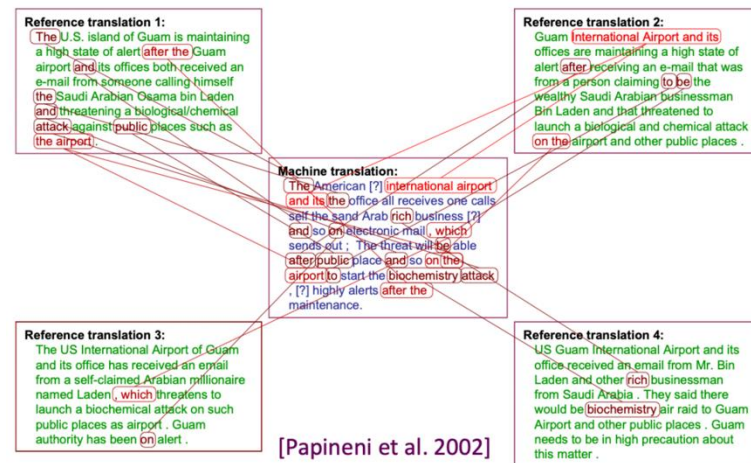 Reference translation 1:
The U.S. island of Guam is maintaining
a high state of alert after the Guam
airport and its offices both received an
e-mail from someone calling himself
the Saudi Arabian Osama bin Laden
and threatening a biological/chemical
attack against public places such as
the airport .
Reference translation 2:
Guam International Airport and its
offices are maintaining a high state of
alert after receiving an e-mail that was
from a person claiming to be the
wealthy Saudi Arabian businessman
Bin Laden and that threatened to
launch a biological and chemical attack
on the airport and other public places .
Machine translation:
The American [?] international airport
and its the office all receives one calls
self the sand Arab rich business [?]
and so on electronic mail , which
sends out ; The threat will be able
after public place and so on the
airport to start the biochemistry attack
, [?] highly alerts after the
maintenance.
Reference translation 3:
The US International Airport of Guam
and its office has received an email
from a self-claimed Arabian millionaire
named Laden , which threatens to
launch a biochemical attack on such
public places as airport . Guam
authority has been on alert .
Reference translation 4:
US Guam International Airport and its
office received an email from Mr. Bin
Laden and other rich businessman
from Saudi Arabia . They said there
would be biochemistry air raid to Guam
Airport and other public places . Guam
needs to be in high precaution about
this matter .
[Papineni et al. 2002]